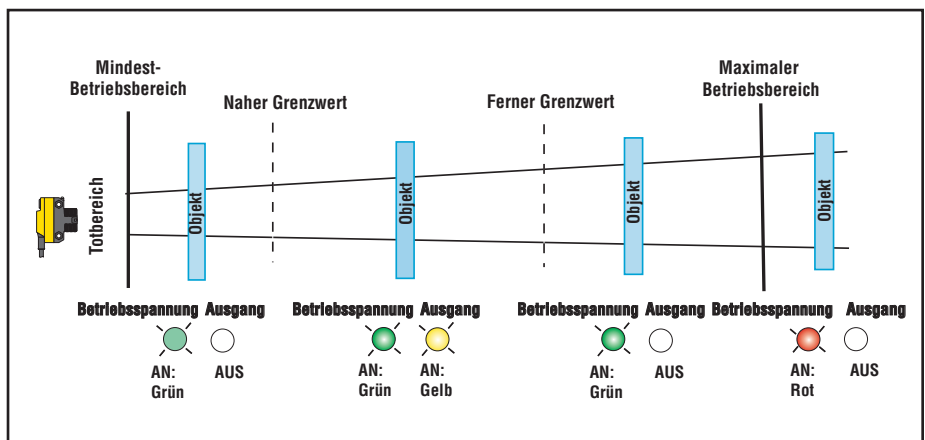 Mindest-
Betriebsbereich
Naher Grenzwert
Ferner Grenzwert
Maximaler
Betriebsbereich
Totbereich
Objekt
Objekt
Objekt
Objekt
Betriebsspannung Ausgang
AN:
Grün
AUS
Betriebsspannung Ausgang
AN:
Grün
AN:
Gelb
Betriebsspannung Ausgang
AN:
Grün
AUS
Betriebsspannung Ausgang
AN:
Rot
AUS